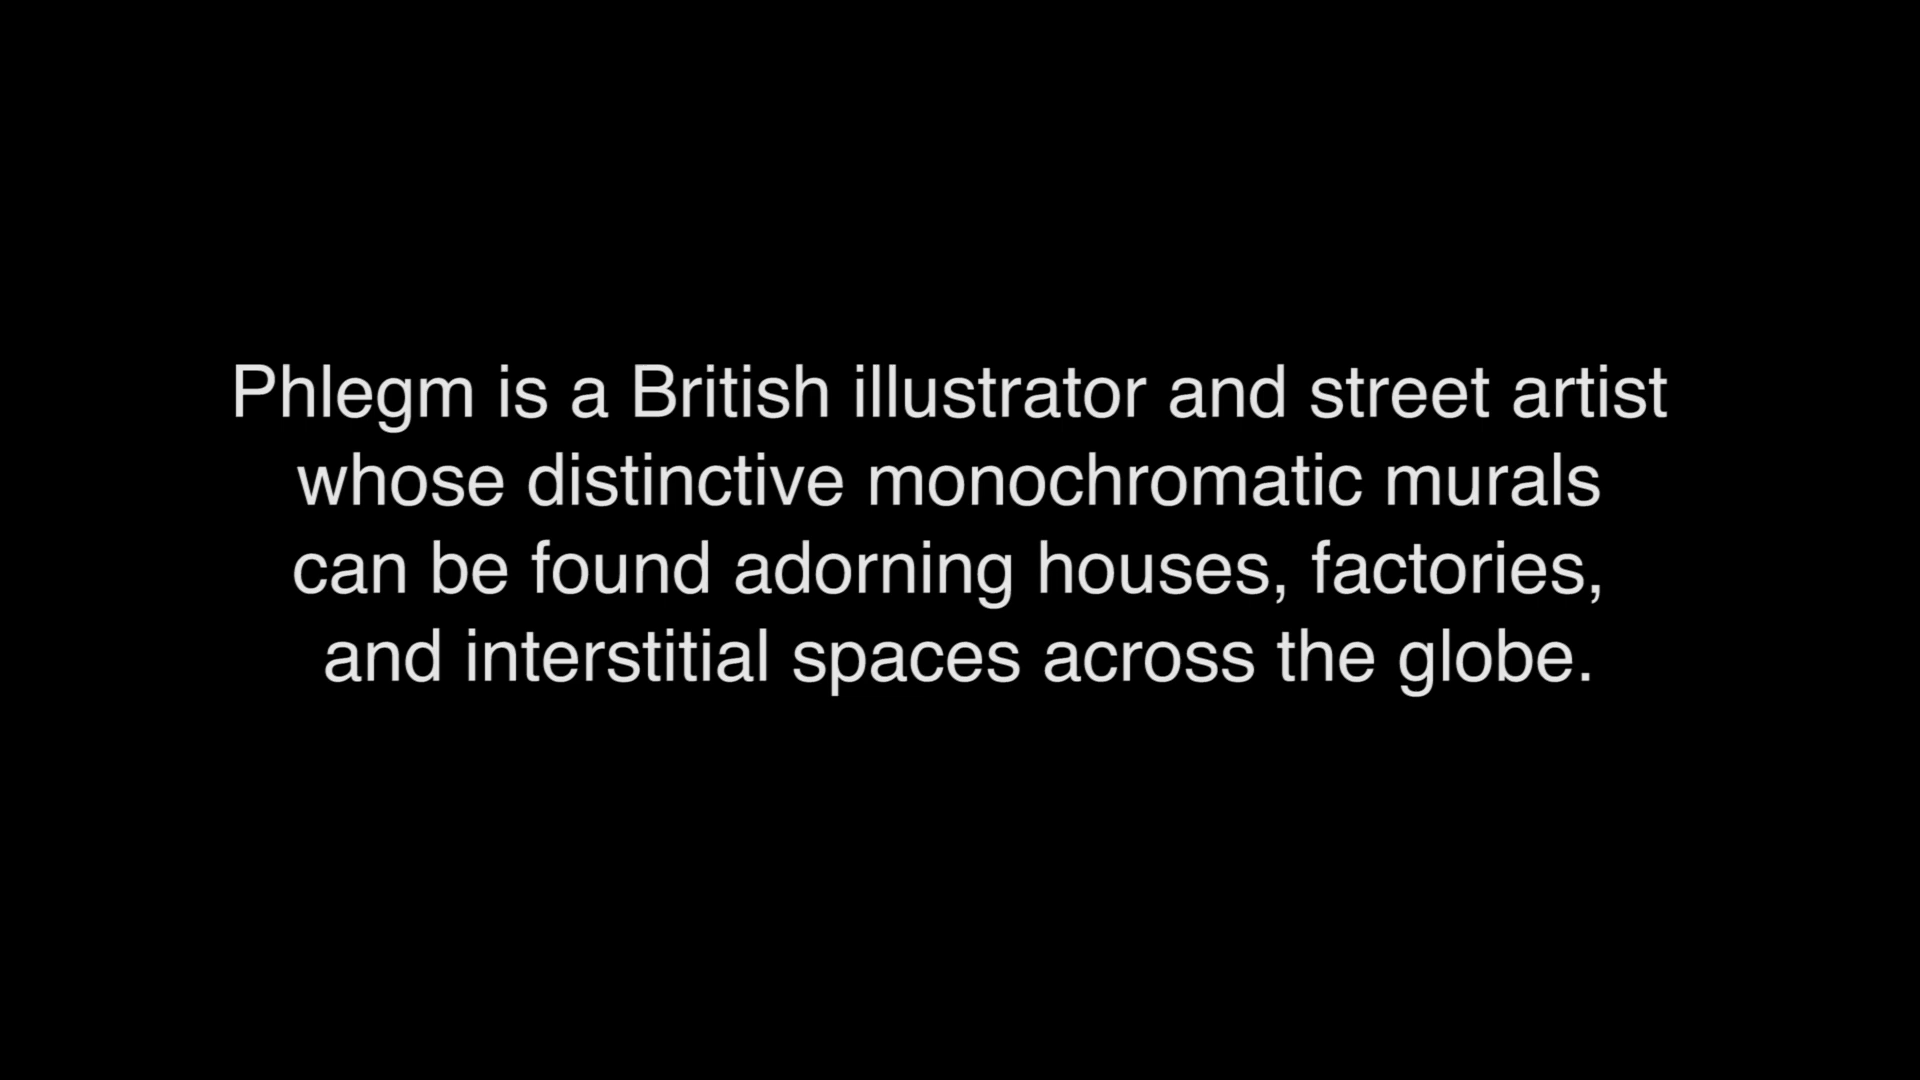 Phlegm is a British illustrator and street artist
whose distinctive monochromatic murals
can be found adorning houses, factories,
and interstitial spaces across the globe.